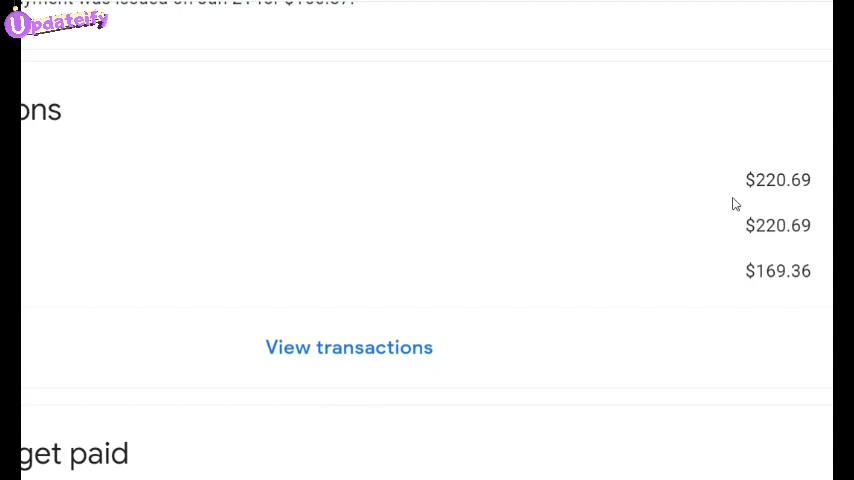 Updateify
ons
$220.69
$220.69
$169.36
View transactions
get paid